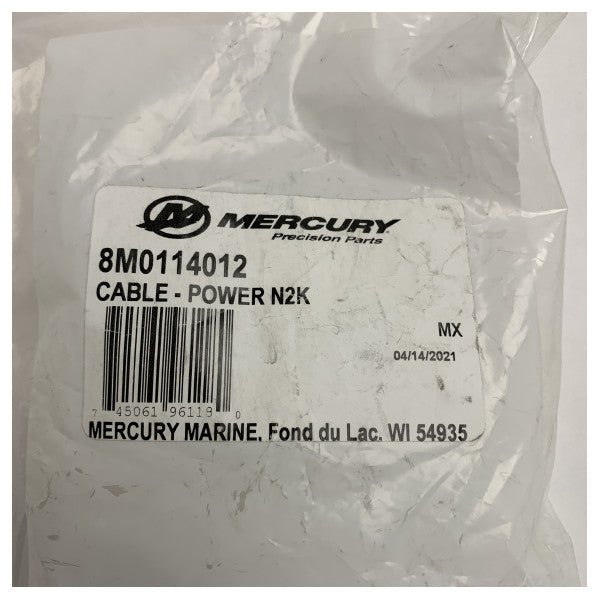 MERCURY
Precision Parts
8M0114012
CABLE - POWER N2K
MX
04/14/2021
7 45061 96118 0
MERCURY MARINE, Fond du Lac, WI 54935